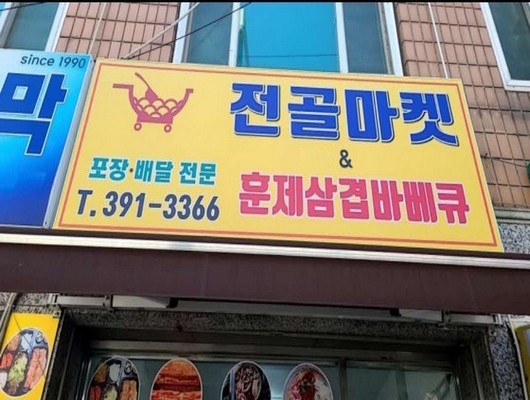 since 1990
막
전골마켓
&
포장·배달 전문
T. 391-3366
훈제삼겹바베큐